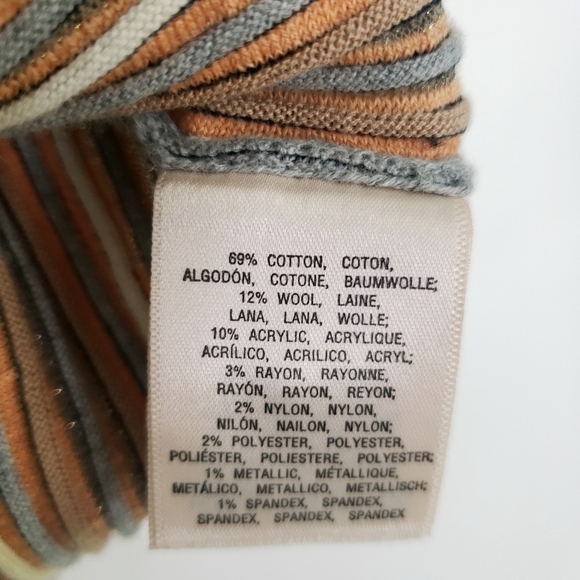 69% COTTON, COTON,
ALGODÓN, COTONE, BAUMWOLLE;
12% WOOL, LAINE,
LANA, LANA, WOLLE;
10% ACRYLIC, ACRYLIQUE,
ACRÍLICO, ACRILICO, ACRYL;
3% RAYON, RAYONNE,
RAYÓN, RAYON, REYON;
2% NYLON, NYLON,
NILÓN, NAILON, NYLON;
2% POLYESTER, POLYESTER,
POLIÉSTER, POLIESTERE, POLYESTER;
1% METALLIC, MÉTALLIQUE,
METÁLICO, METALLICO, METALLISCH;
1% SPANDEX, SPANDEX,
SPANDEX, SPANDEX, SPANDEX